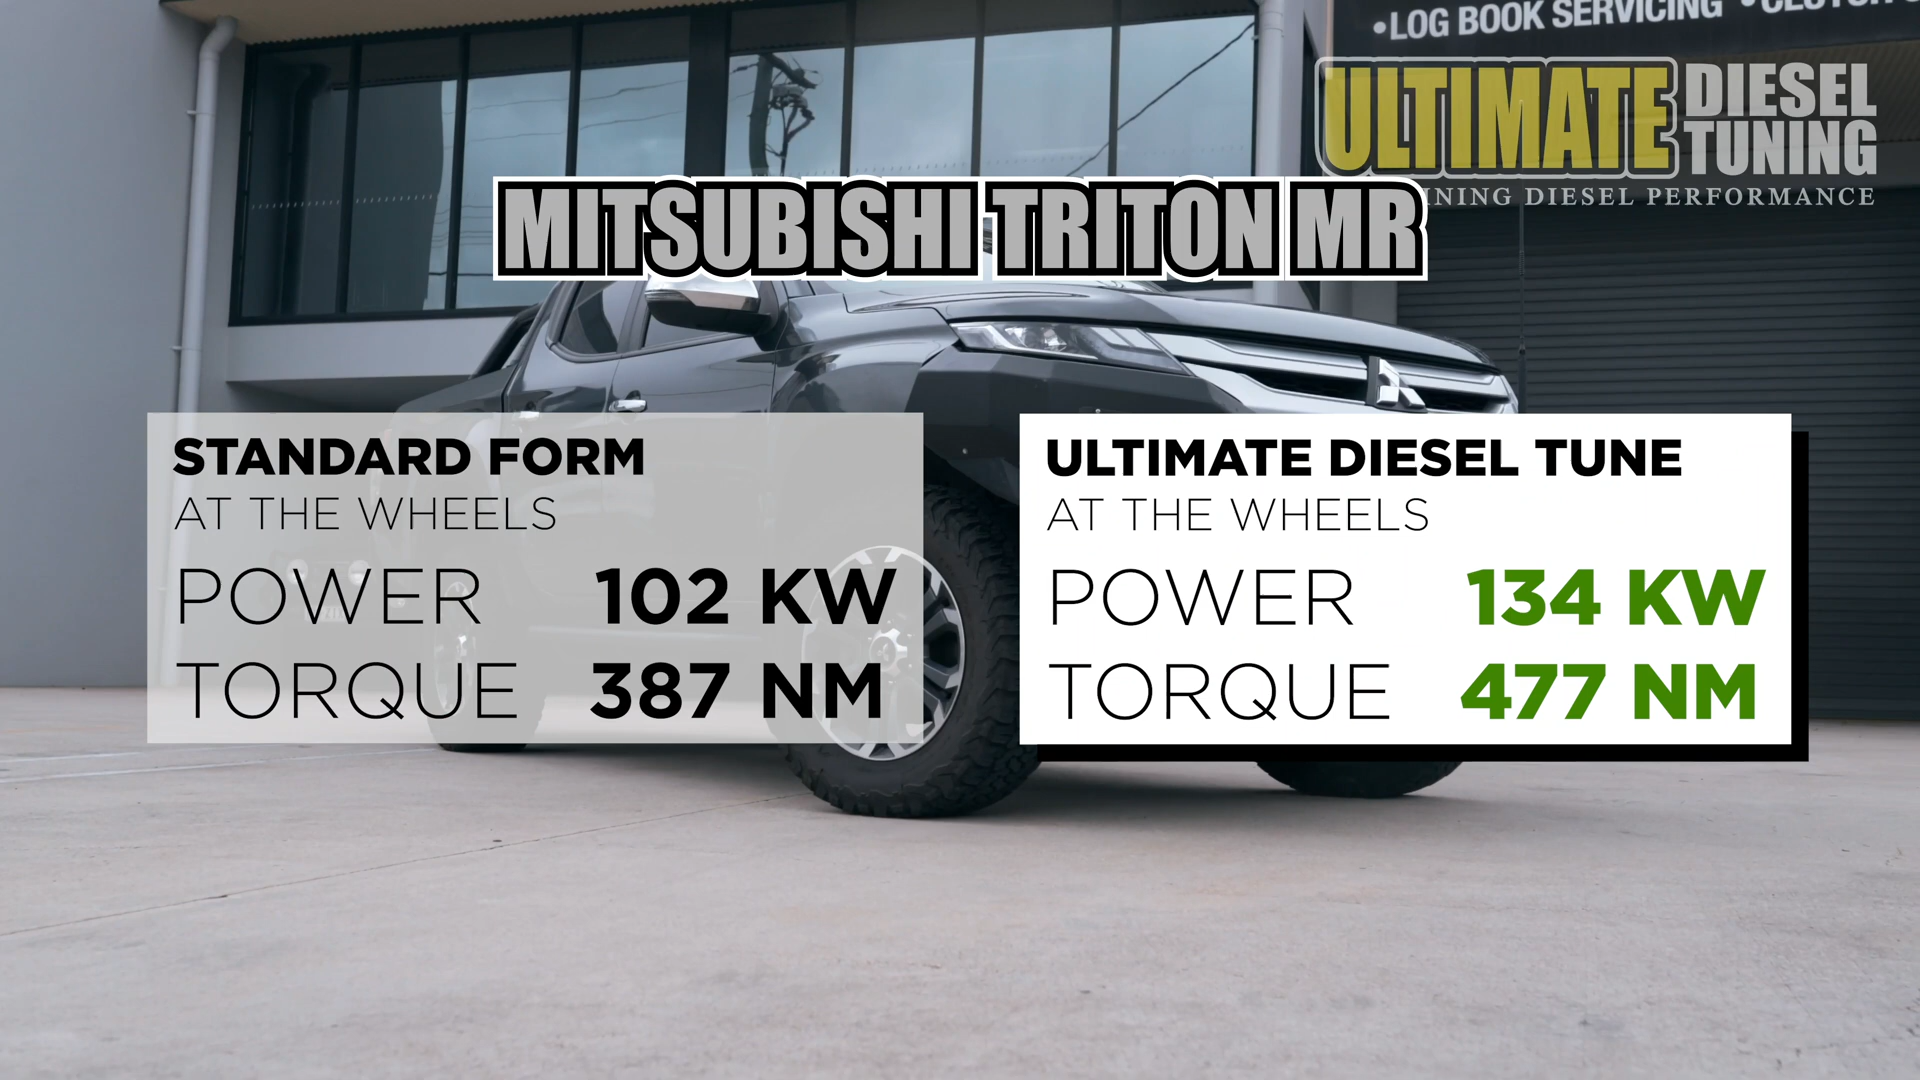 •LOG BOOK SERVICING
ULTIMATE DIESEL TUNING
DIESEL PERFORMANCE
MITSUBISHI TRITON MR
STANDARD FORM
AT THE WHEELS
POWER 102 KW
TORQUE 387 NM
ULTIMATE DIESEL TUNE
AT THE WHEELS
POWER 134 KW
TORQUE 477 NM